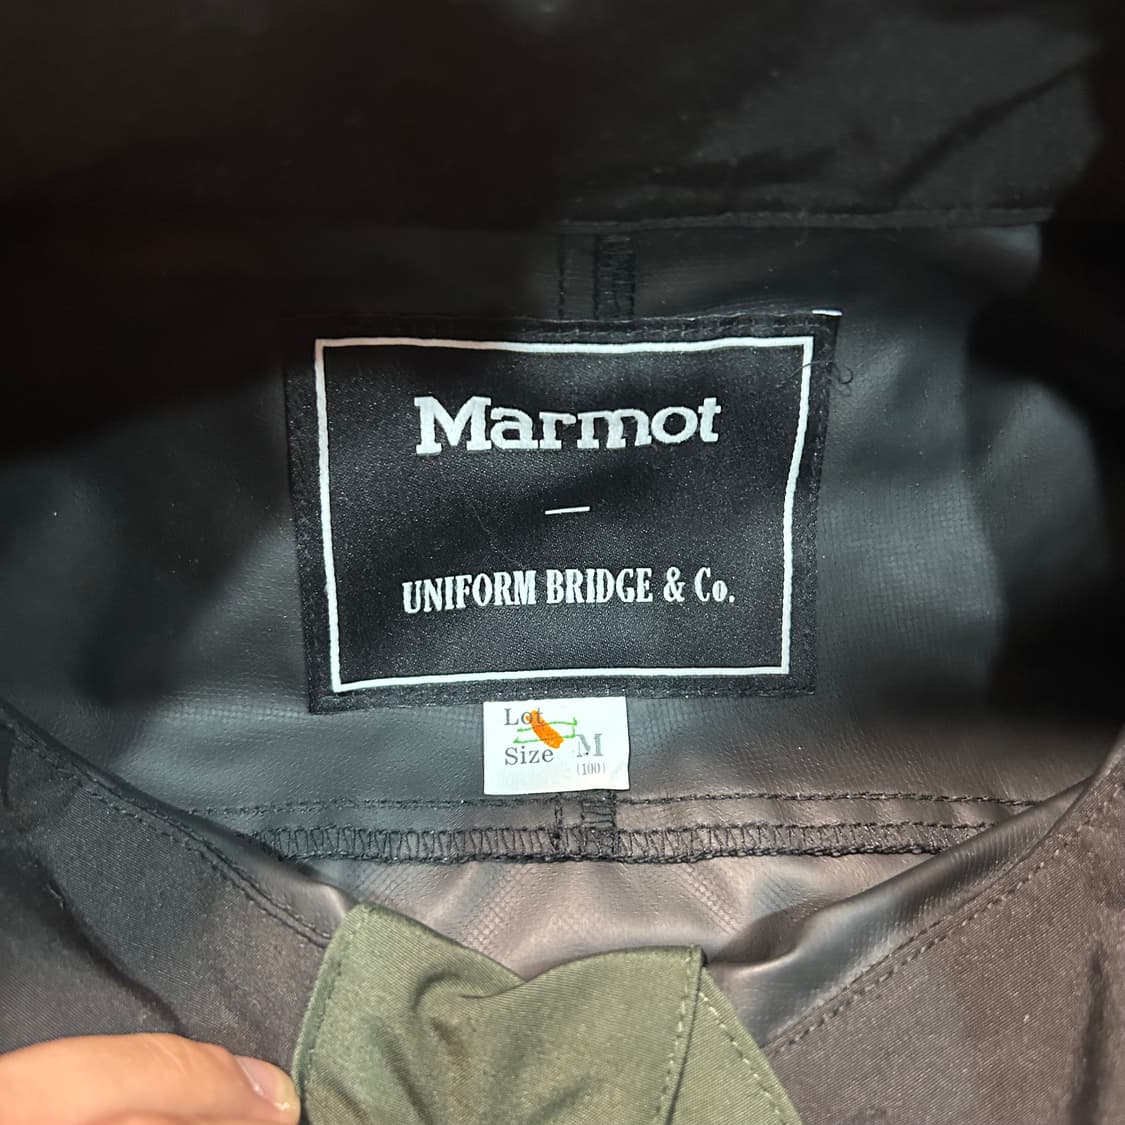 Marmot
—
UNIFORM BRIDGE & Co.
Lot
Size M
(100)